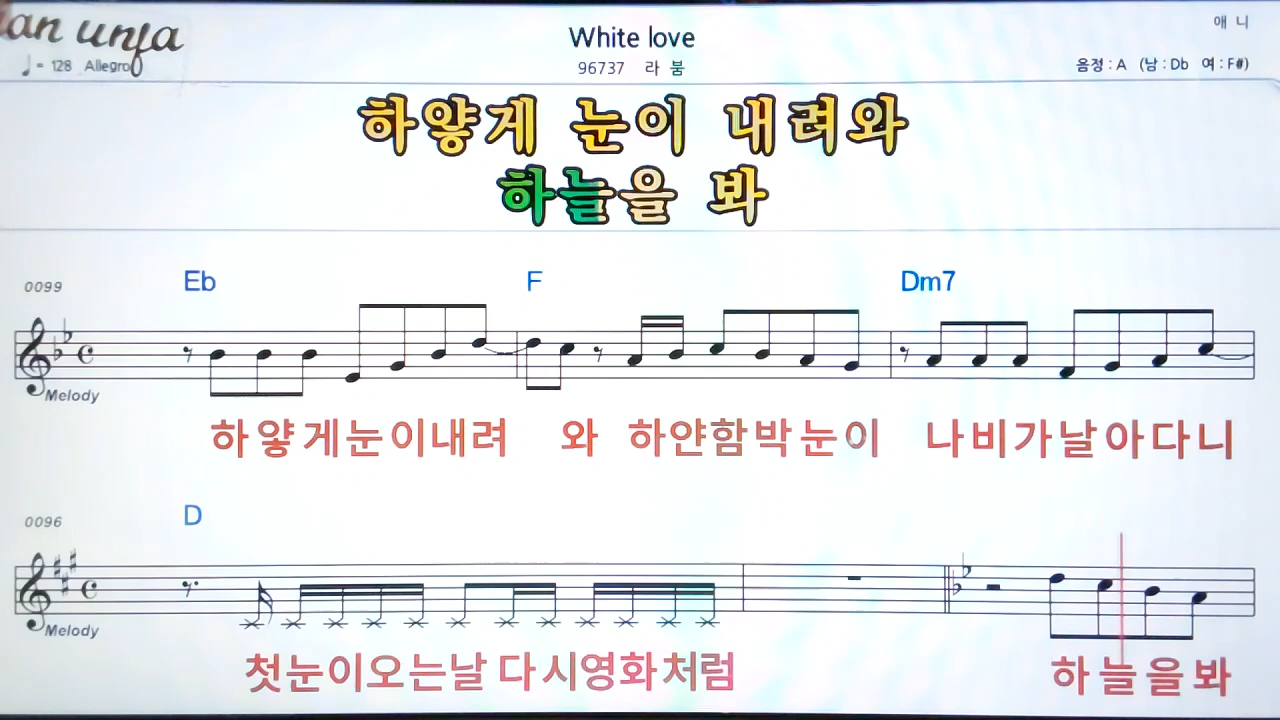 an unfa
White love
애니
♩= 128 Allegro
96737 라붐
음정 : A (남 : Db 여 : F#)
하얗게 눈이 내려와
하늘을 봐
0099
Eb F Dm7
Melody
하얗게눈이내려 와 하얀함박눈이 나비가날아다니
0096
D
Melody
첫눈이오는날 다시영화처럼 하늘을봐